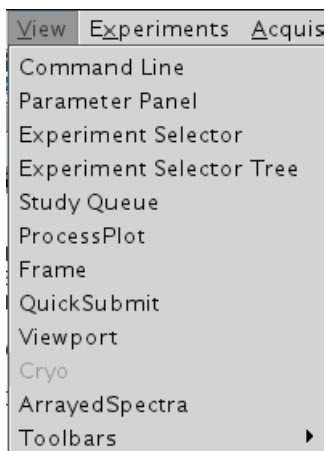 View Experiments Acquis
Command Line
Parameter Panel
Experiment Selector
Experiment Selector Tree
Study Queue
ProcessPlot
Frame
QuickSubmit
Viewport
Cryo
ArrayedSpectra
Toolbars